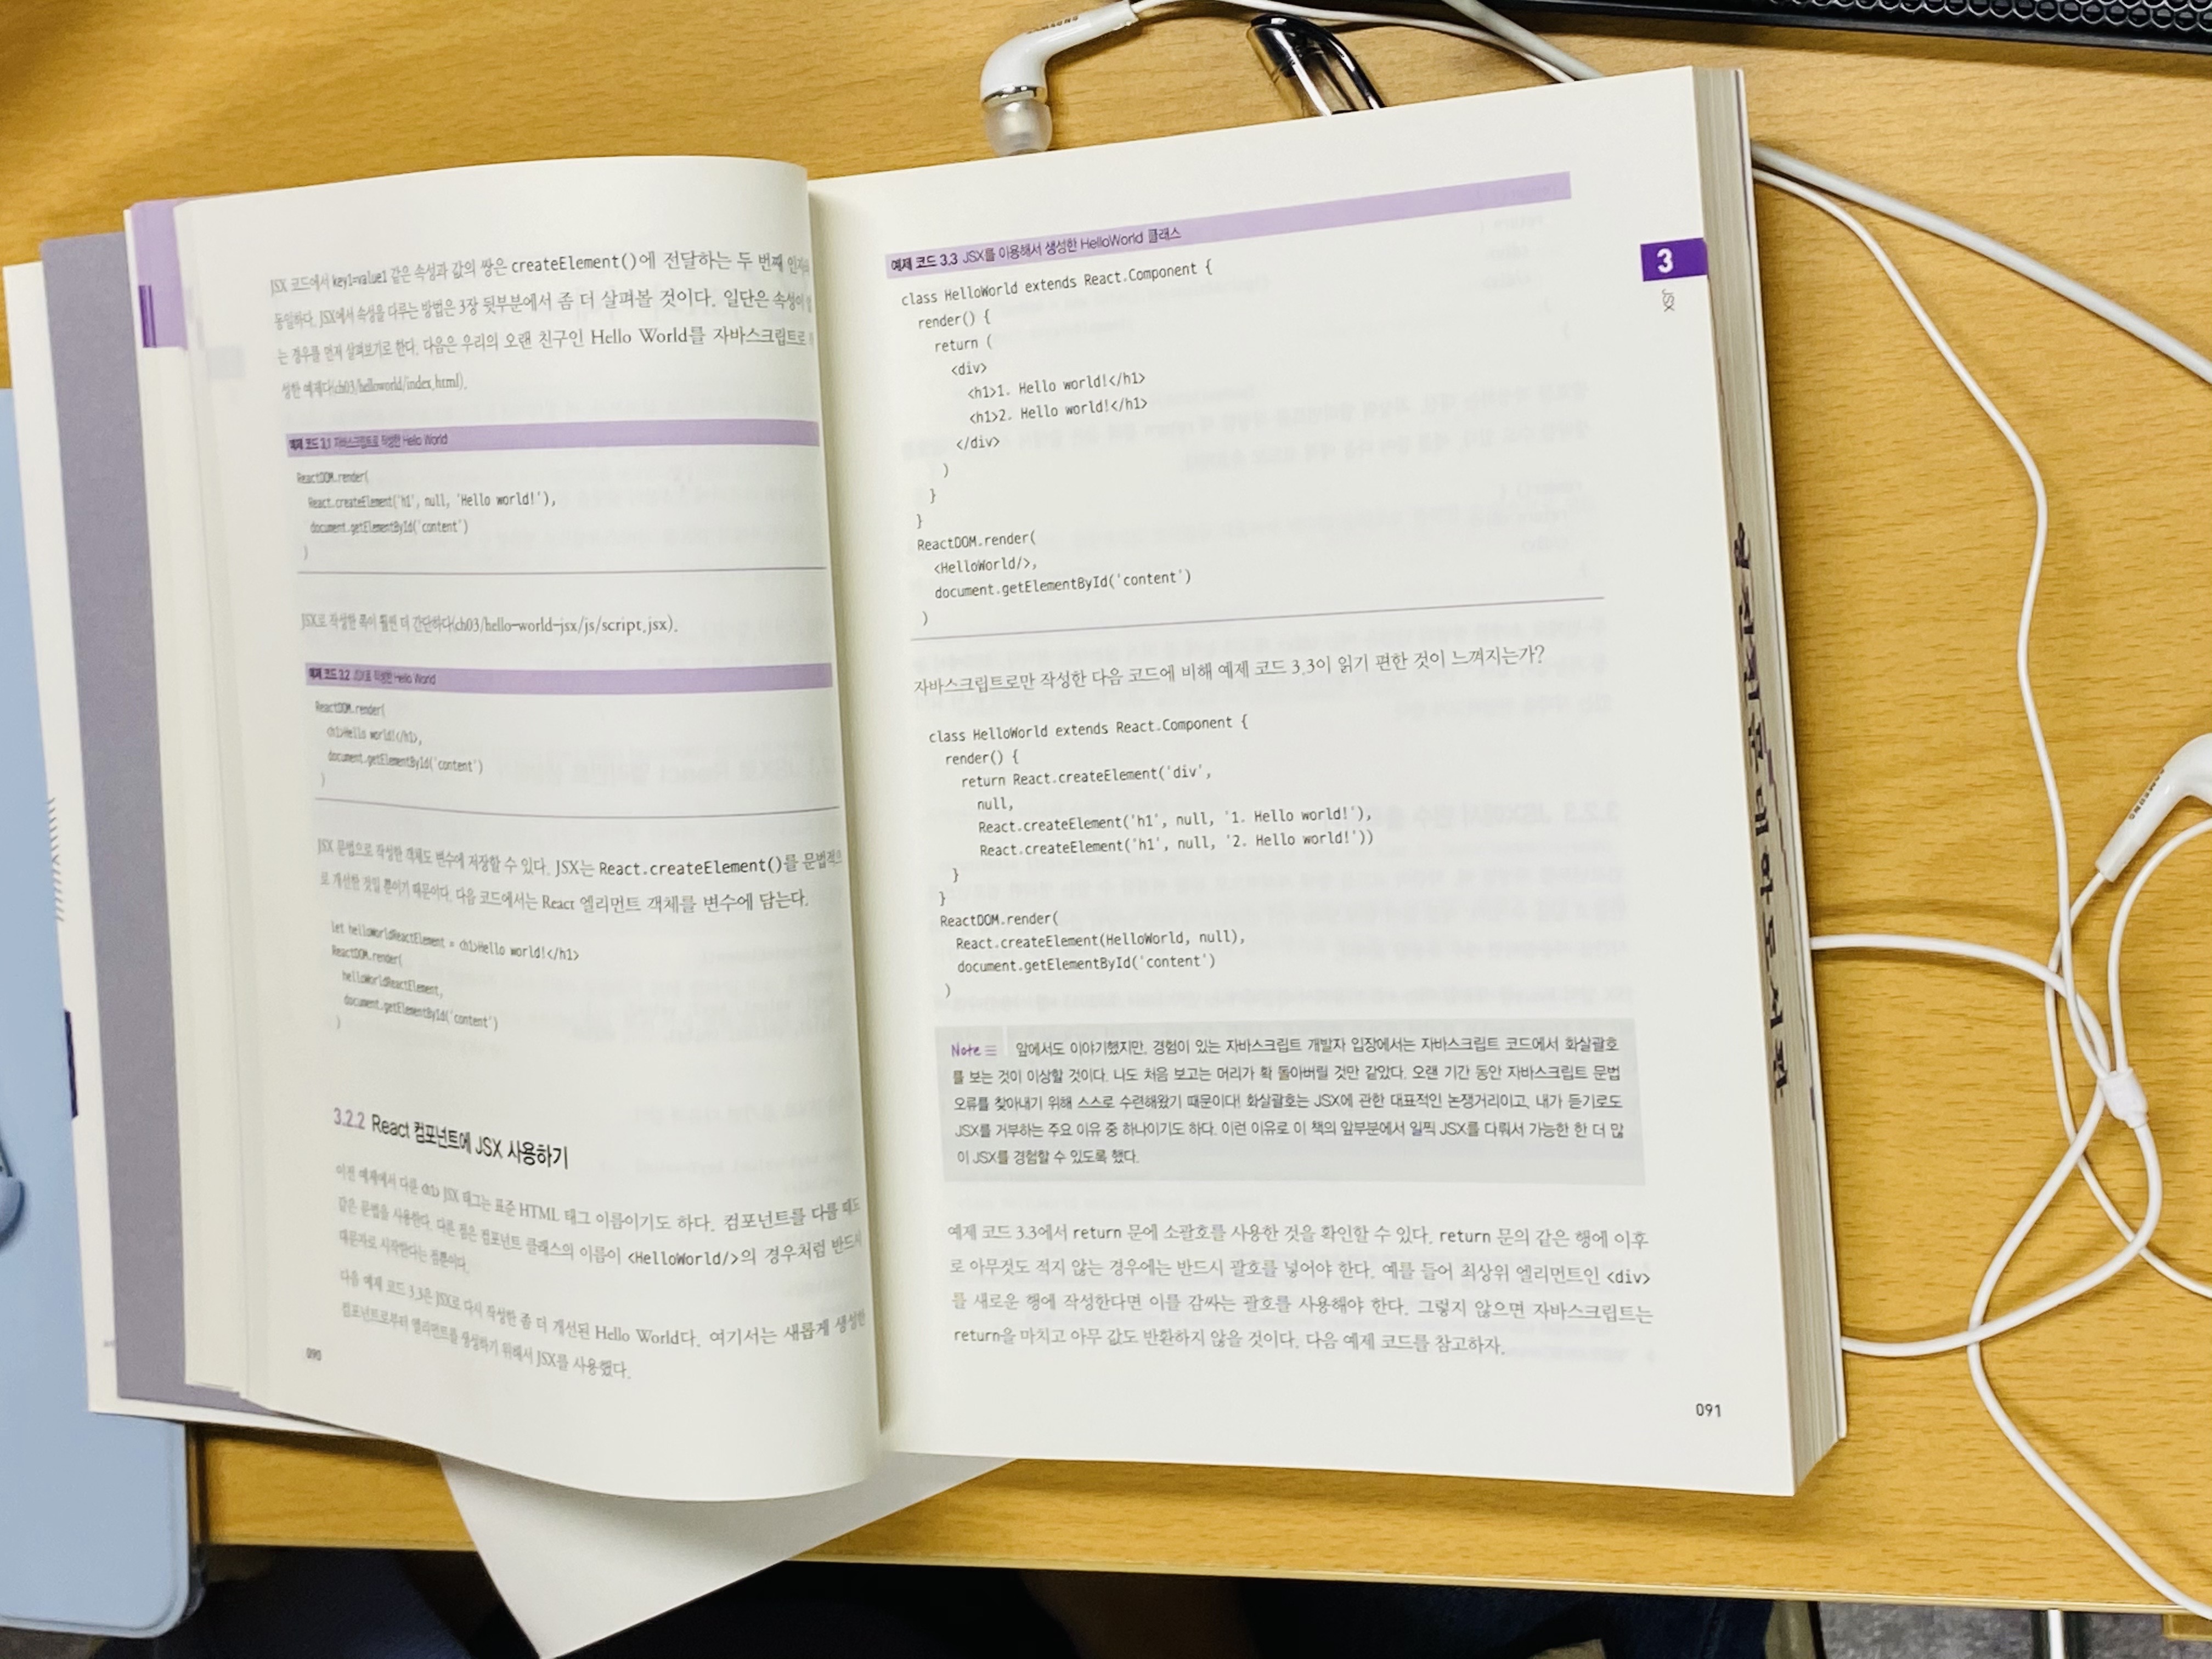 JSX 코드에서 key1=value1 같은 속성과 값의 쌍은 createElement()에 전달하는 두 번째
동일하다. JSX에서 속성을 다루는 방법은 3장 뒷부분에서 좀 더 살펴볼 것이다. 일단은 속성이
는 경우를 먼저 살펴보기로 한다. 다음은 우리의 오랜 친구인 Hello World를 자바스크립트로
성한 예제다(ch03/helloworld/index.html).
예제 코드 3.1 자바스크립트로 작성한 Hello World
ReactDOM.render(
React.createElement('h1', null, 'Hello world!'),
document.getElementById('content')
)
JSX로 작성한 쪽이 훨씬 더 간단하다(ch03/hello-world-jsx/js/script.jsx).
예제 코드 3.2 JSX로 작성한 Hello World
ReactDOM.render(
<h1>Hello world!</h1>,
document.getElementById('content')
)
JSX 문법으로 작성한 객체도 변수에 저장할 수 있다. JSX는 React.createElement()를 문법적으
로 개선한 것일 뿐이기 때문이다. 다음 코드에서는 React 엘리먼트 객체를 변수에 담는다.
let helloWorldReactElement = <h1>Hello world!</h1>
ReactDOM.render(
helloWorldReactElement,
document.getElementById('content')
)
3.2.2 React 컴포넌트에 JSX 사용하기
이전 예제에서 다룬 <h1> JSX 태그는 표준 HTML 태그 이름이기도 하다. 컴포넌트를 다룰 때도
같은 문법을 사용한다. 다른 점은 컴포넌트 클래스의 이름이 <HelloWorld/>의 경우처럼 반드시
대문자로 시작한다는 점뿐이다.
다음 예제 코드 3.3은 JSX로 다시 작성한 좀 더 개선된 Hello World다. 여기서는 새롭게 생성한
컴포넌트로부터 엘리먼트를 생성하기 위해서 JSX를 사용했다.
090
예제 코드 3.3 JSX를 이용해서 생성한 HelloWorld 클래스
class HelloWorld extends React.Component {
render() {
return (
<div>
<h1>1. Hello world!</h1>
<h1>2. Hello world!</h1>
</div>
)
}
}
ReactDOM.render(
<HelloWorld/>,
document.getElementById('content')
)
자바스크립트로만 작성한 다음 코드에 비해 예제 코드 3.3이 읽기 편한 것이 느껴지는가?
class HelloWorld extends React.Component {
render() {
return React.createElement('div',
null,
React.createElement('h1', null, '1. Hello world!'),
React.createElement('h1', null, '2. Hello world!'))
}
}
ReactDOM.render(
React.createElement(HelloWorld, null),
document.getElementById('content')
)
Note 앞에서도 이야기했지만, 경험이 있는 자바스크립트 개발자 입장에서는 자바스크립트 코드에서 화살괄호
를 보는 것이 이상할 것이다. 나도 처음 보고는 머리가 확 돌아버릴 것만 같았다. 오랜 기간 동안 자바스크립트 문법
오류를 찾아내기 위해 스스로 수련해왔기 때문이다! 화살괄호는 JSX에 관한 대표적인 논쟁거리이고, 내가 듣기로도
JSX를 거부하는 주요 이유 중 하나이기도 하다. 이런 이유로 이 책의 앞부분에서 일찍 JSX를 다뤄서 가능한 한 더 많
이 JSX를 경험할 수 있도록 했다.
예제 코드 3.3에서 return 문에 소괄호를 사용한 것을 확인할 수 있다. return 문의 같은 행에 이후
로 아무것도 적지 않는 경우에는 반드시 괄호를 넣어야 한다. 예를 들어 최상위 엘리먼트인 <div>
를 새로운 행에 작성한다면 이를 감싸는 괄호를 사용해야 한다. 그렇지 않으면 자바스크립트는
return을 마치고 아무 값도 반환하지 않을 것이다. 다음 예제 코드를 참고하자.
091
3
JSX
SAMSUNG
SAMSUNG